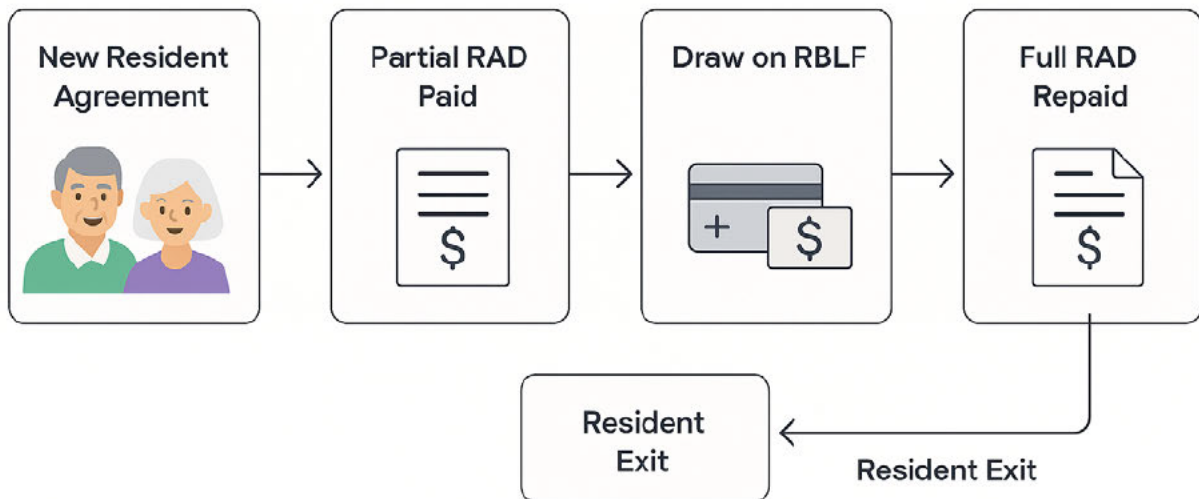 New Resident
Agreement
Partial RAD
Paid
$
Draw on RBLF
+
$
Full RAD
Repaid
$
Resident
Exit
Resident Exit